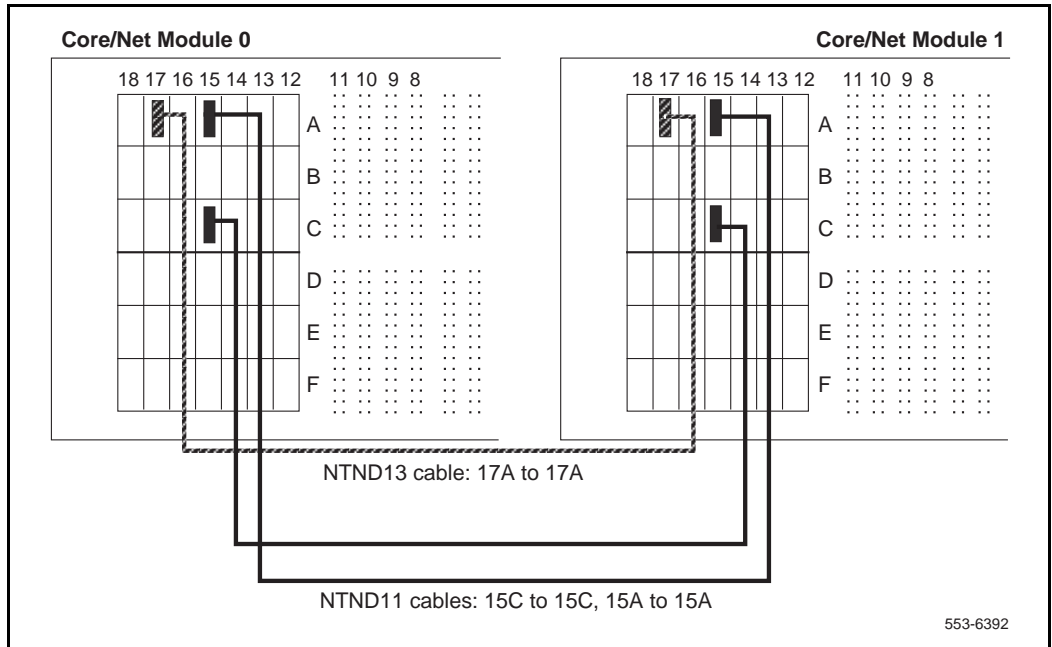 Core/Net Module 0
Core/Net Module 1
18 17 16 15 14 13 12 11 10 9 8
18 17 16 15 14 13 12 11 10 9 8
A
A
B
B
C
C
D
D
E
E
F
F
NTND13 cable: 17A to 17A
NTND11 cables: 15C to 15C, 15A to 15A
553-6392